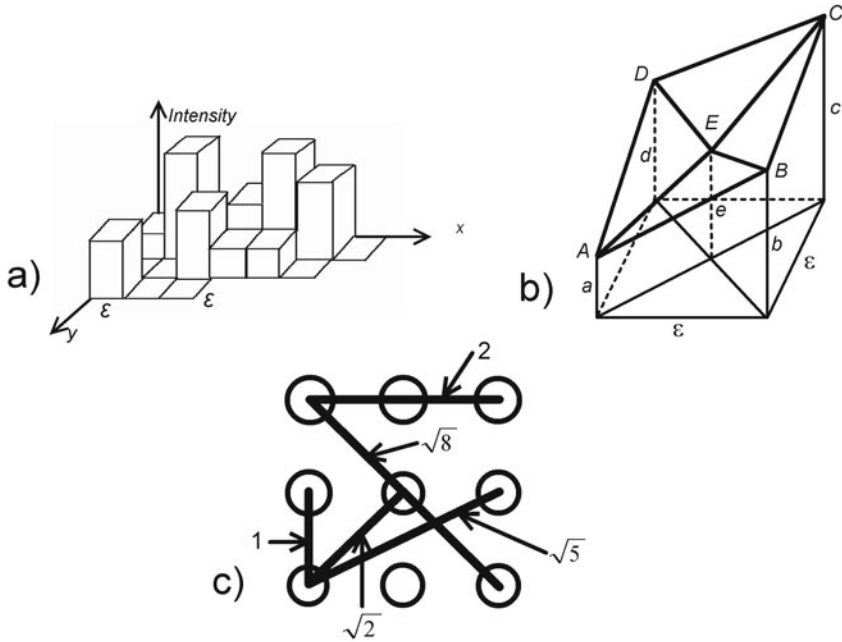 Intensity
x
y
ε
ε
a)
A
B
C
D
E
a
b
c
d
e
ε
ε
b)
2
√8
1
√2
√5
c)